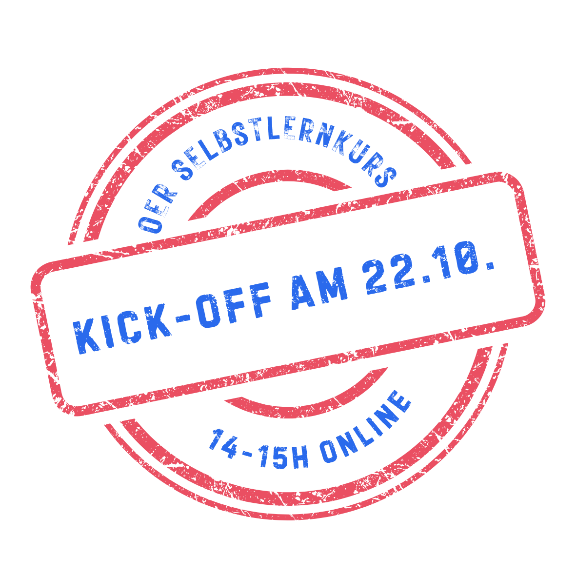 OER SELBSTLERNKURS
KICK-OFF AM 22.10.
14-15H ONLINE